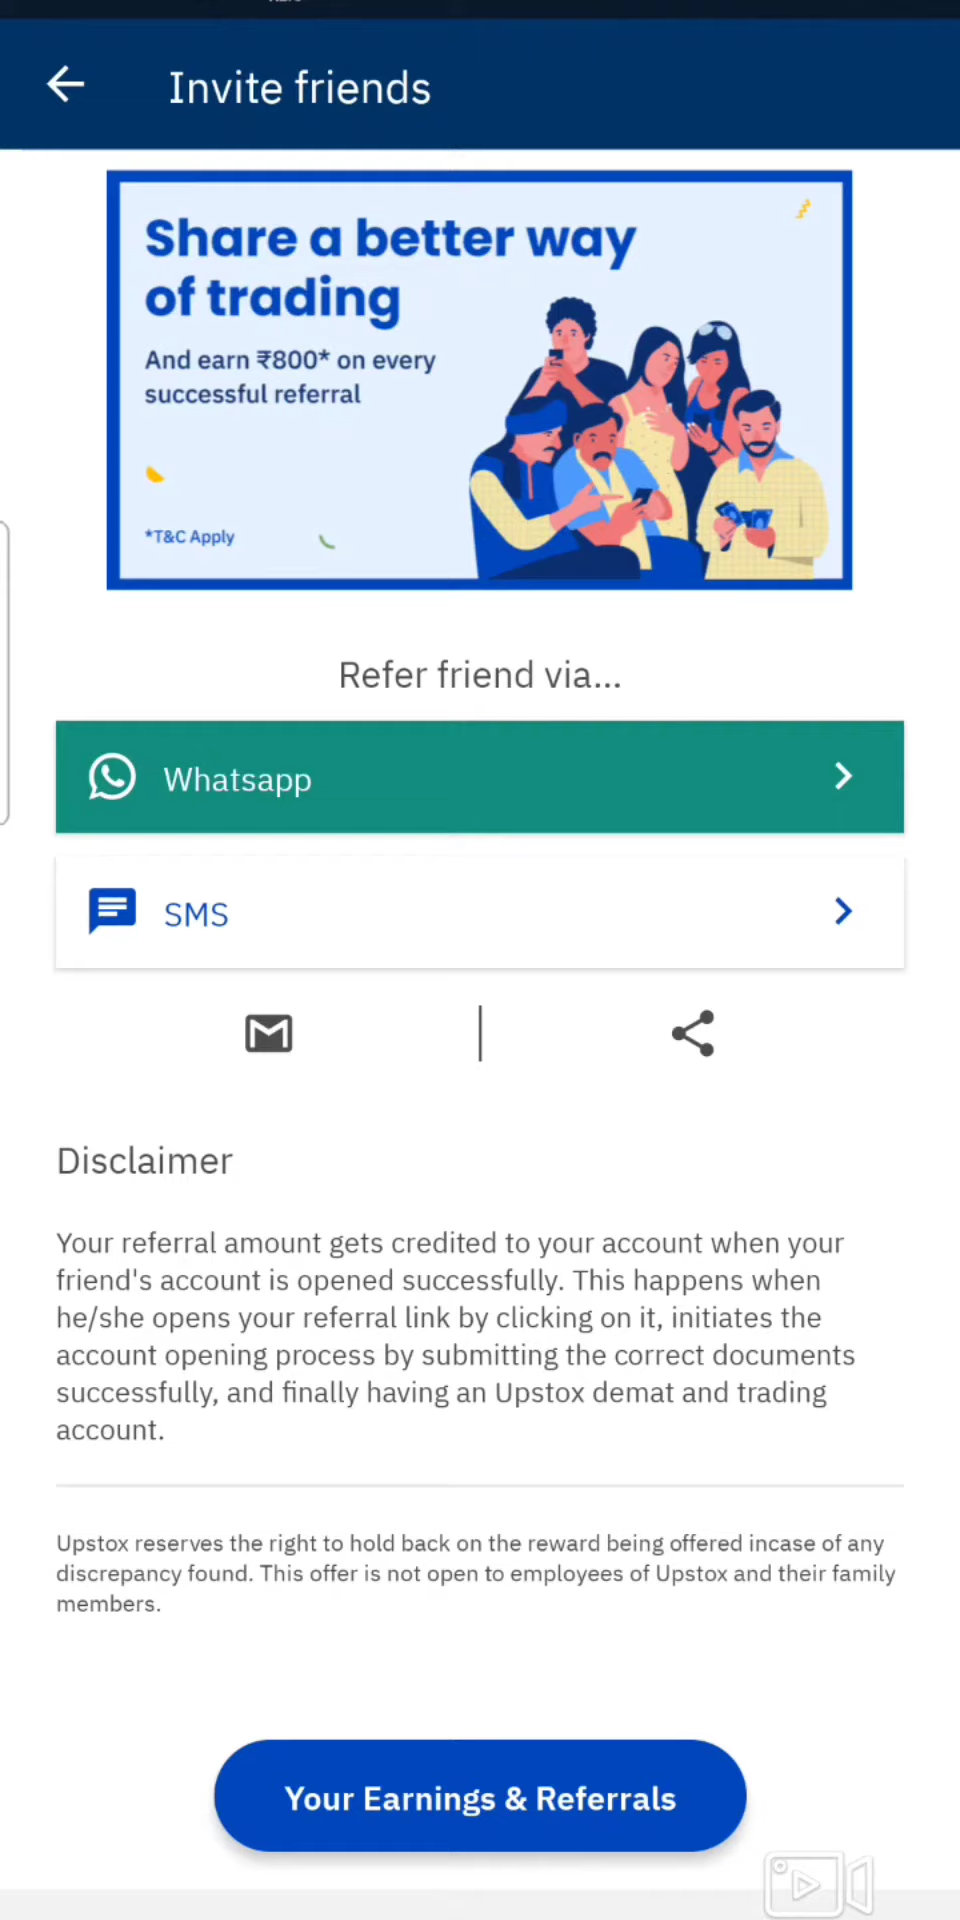 Invite friends
Share a better way
of trading
And earn ₹800* on every
successful referral
*T&C Apply
Refer friend via...
Whatsapp
SMS
Disclaimer
Your referral amount gets credited to your account when your
friend's account is opened successfully. This happens when
he/she opens your referral link by clicking on it, initiates the
account opening process by submitting the correct documents
successfully, and finally having an Upstox demat and trading
account.
Upstox reserves the right to hold back on the reward being offered incase of any
discrepancy found. This offer is not open to employees of Upstox and their family
members.
Your Earnings & Referrals